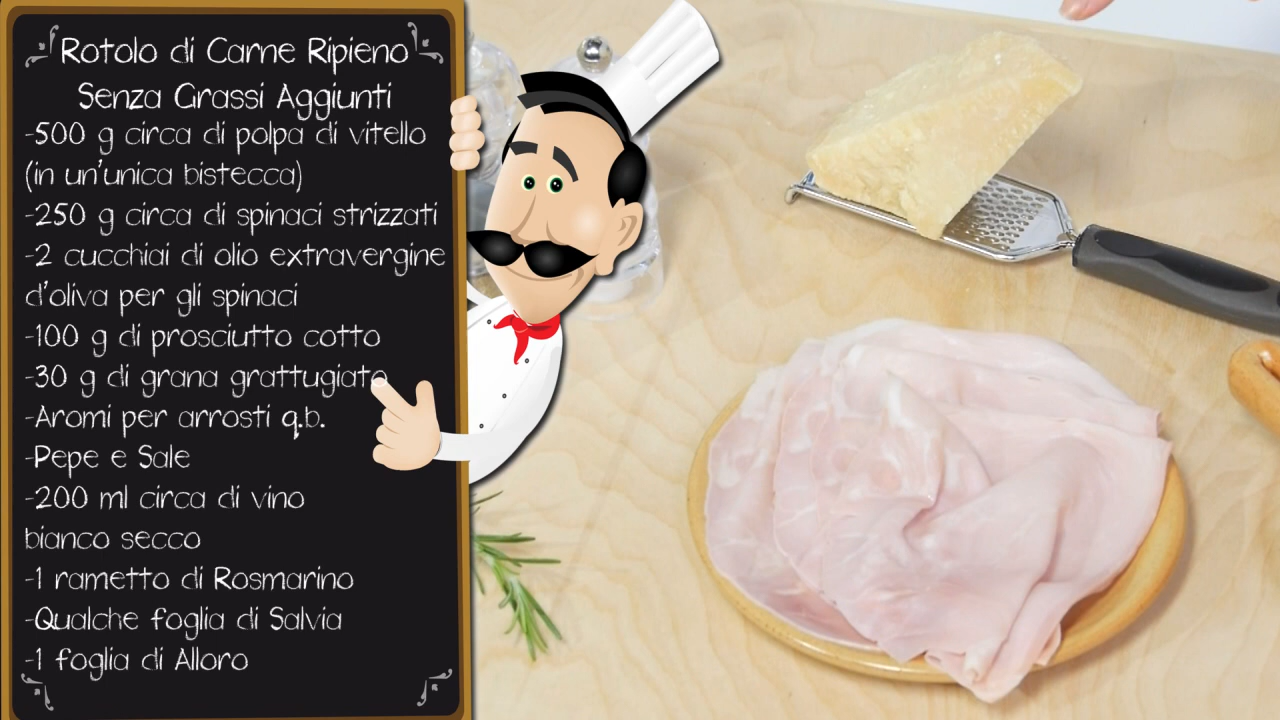 Rotolo di Carne Ripieno
Senza Grassi Aggiunti
-500 g circa di polpa di vitello
(in un'unica bistecca)
-250 g circa di spinaci strizzati
-2 cucchiai di olio extravergine
d'oliva per gli spinaci
-100 g di prosciutto cotto
-30 g di grana grattugiato
-Aromi per arrosti q.b.
-Pepe e Sale
-200 ml circa di vino
bianco secco
-1 rametto di Rosmarino
-Qualche foglia di Salvia
-1 foglia di Alloro